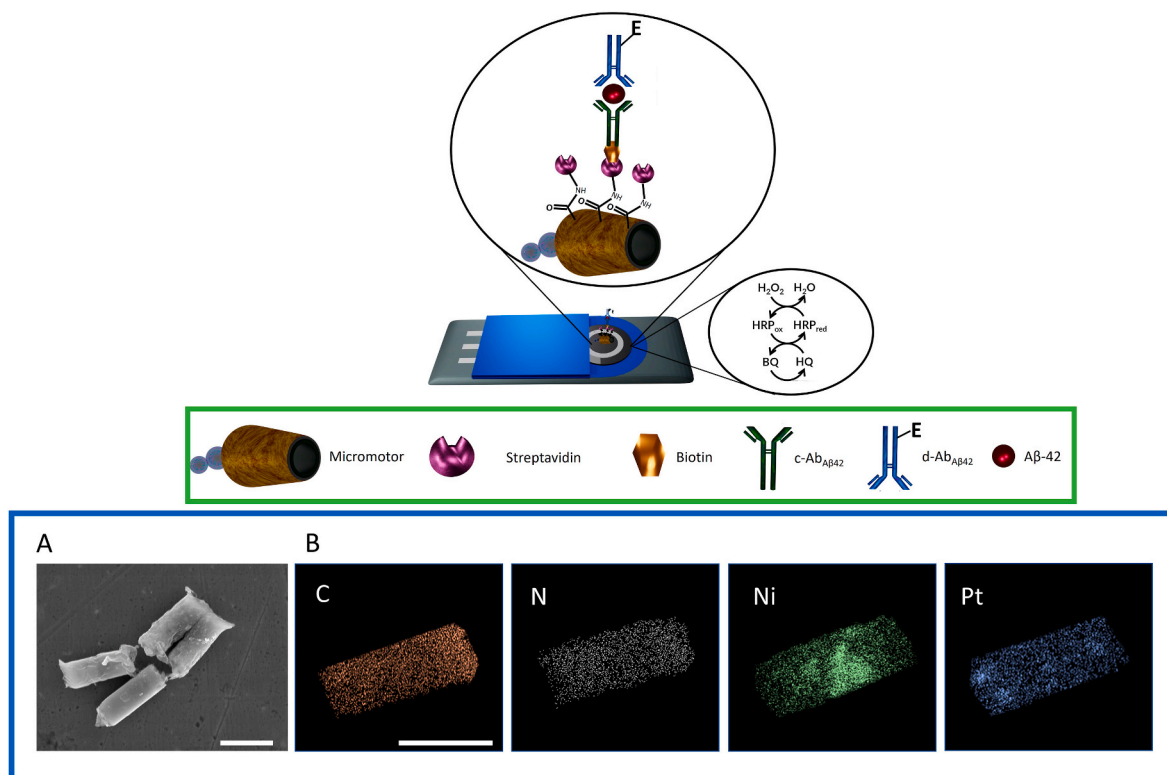 E
NH
NH
NH
O
O
O
H₂O₂ H₂O
HRPox HRPred
BQ HQ
E
Micromotor
Streptavidin
Biotin
c-AbAβ42
d-AbAβ42
Aβ-42
A
B
C
N
Ni
Pt